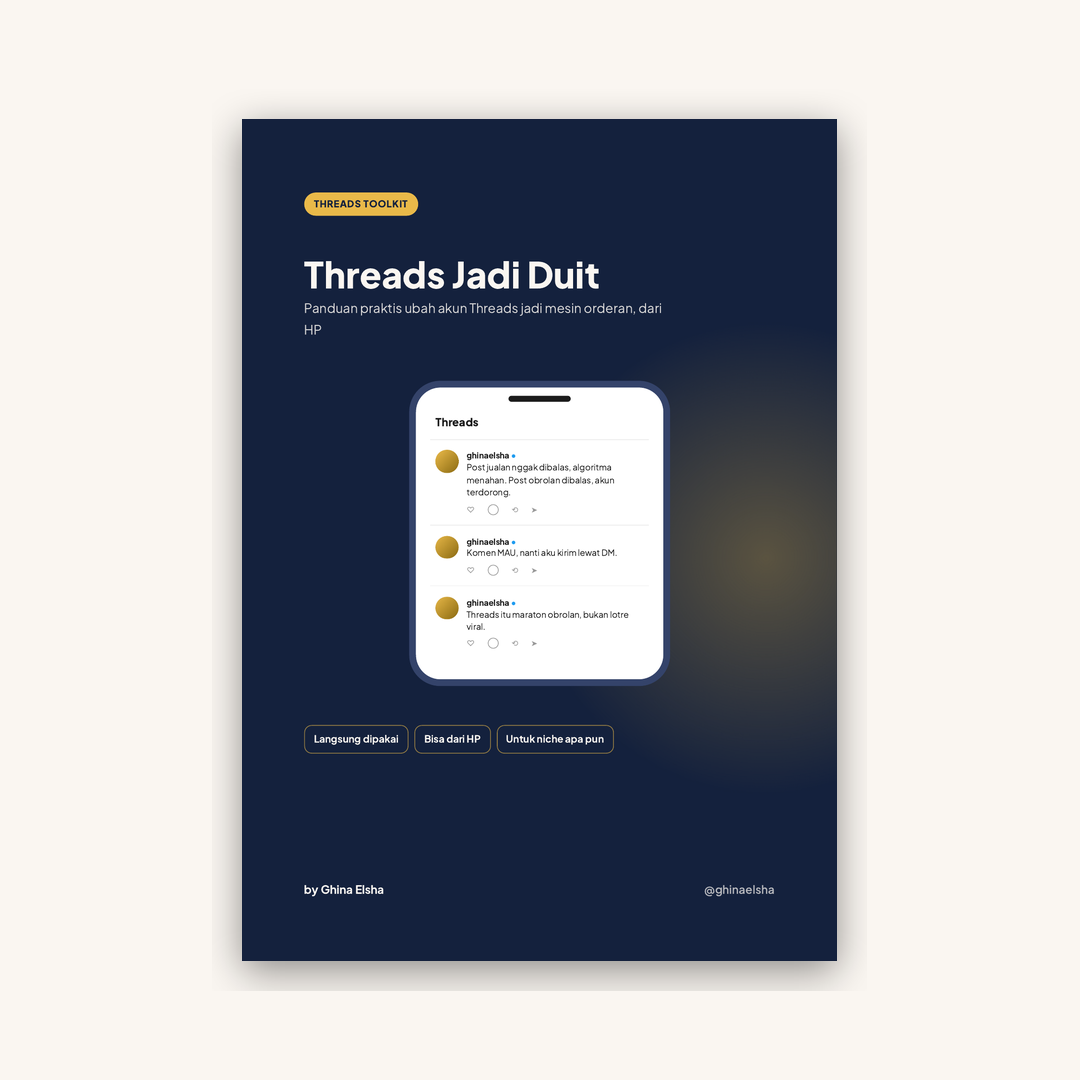 THREADS TOOLKIT
Threads Jadi Duit
Panduan praktis ubah akun Threads jadi mesin orderan, dari
HP
Threads
ghinaelsha
Post jualan nggak dibalas, algoritma
menahan. Post obrolan dibalas, akun
terdorong.
ghinaelsha
Komen MAU, nanti aku kirim lewat DM.
ghinaelsha
Threads itu maraton obrolan, bukan lotre
viral.
Langsung dipakai
Bisa dari HP
Untuk niche apa pun
by Ghina Elsha
@ghinaelsha